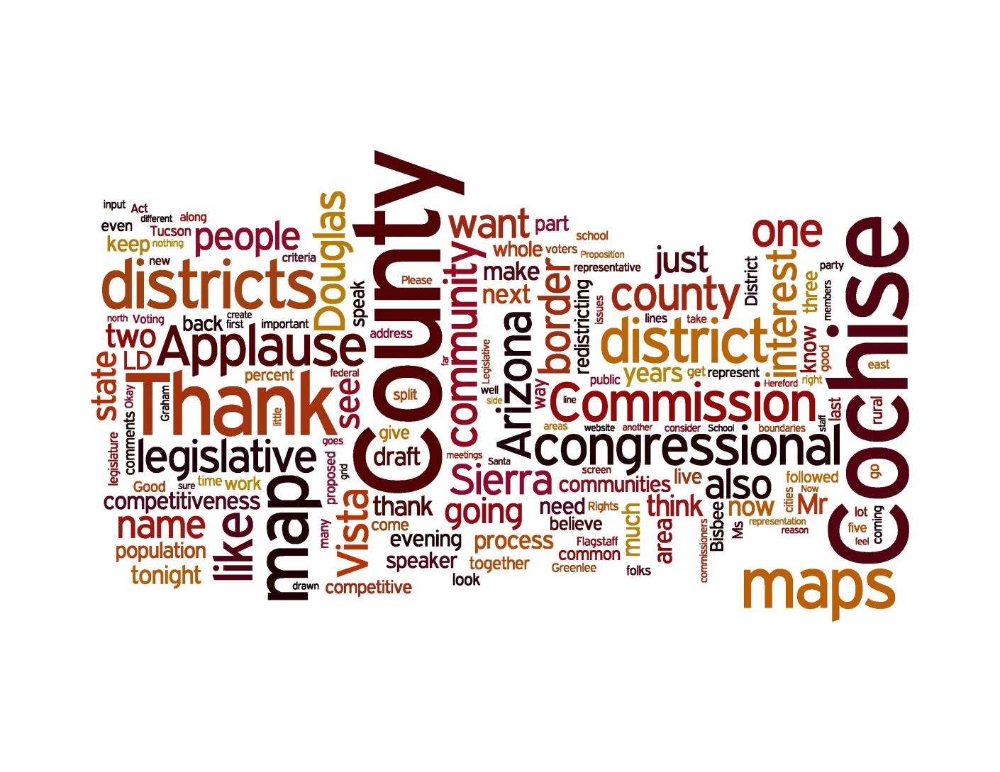 input
Act
different
along
even
Tucson
people
keep
nothing
criteria
new
districts
Douglas
County
Please
speak
north
Voting
back
create
first
important
two
Applause
address
LD
state
percent
federal
Okay
Thank
Graham
little
see
split
goes
give
draft
legislature
comments
legislative
proposed
grid
Good
sure
time
work
map
competitiveness
name
like
many
Vista
thank
come
population
tonight
drawn
competitive
evening
speaker
want
part
school
whole
voters
Proposition
community
make
next
border
representative
just
one
county
District
interest
three
party
members
redistricting
issues
lines
take
Arizona
Legislative
far
district
know
good
well
side
way
public
years
get
represent
Hereford
right
Commission
line
last
staff
areas
website
another
consider
School
boundaries
congressional
meetings
Santa
screen
Sierra
communities
live
also
followed
Now
going
need
Rights
much
think
Bisbee
now
cities
Mr
believe
representation
reason
Ms
process
Flagstaff
area
commissioners
together
common
Greenlee
folks
look
Cochise
east
rural
go
lot
five
feel
coming
maps